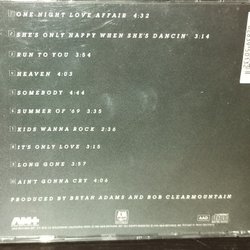 ONE NIGHT LOVE AFFAIR 4:32
SHE'S ONLY HAPPY WHEN SHE'S DANCIN' 3:14
RUN TO YOU 3:54
HEAVEN 4:03
SOMEBODY 4:44
SUMMER OF '69 3:36
KIDS WANNA ROCK 2:36
IT'S ONLY LOVE 3:15
LONG GONE 3:57
AIN'T GONNA CRY 4:06
PRODUCED BY BRYAN ADAMS AND BOB CLEARMOUNTAIN
AAD